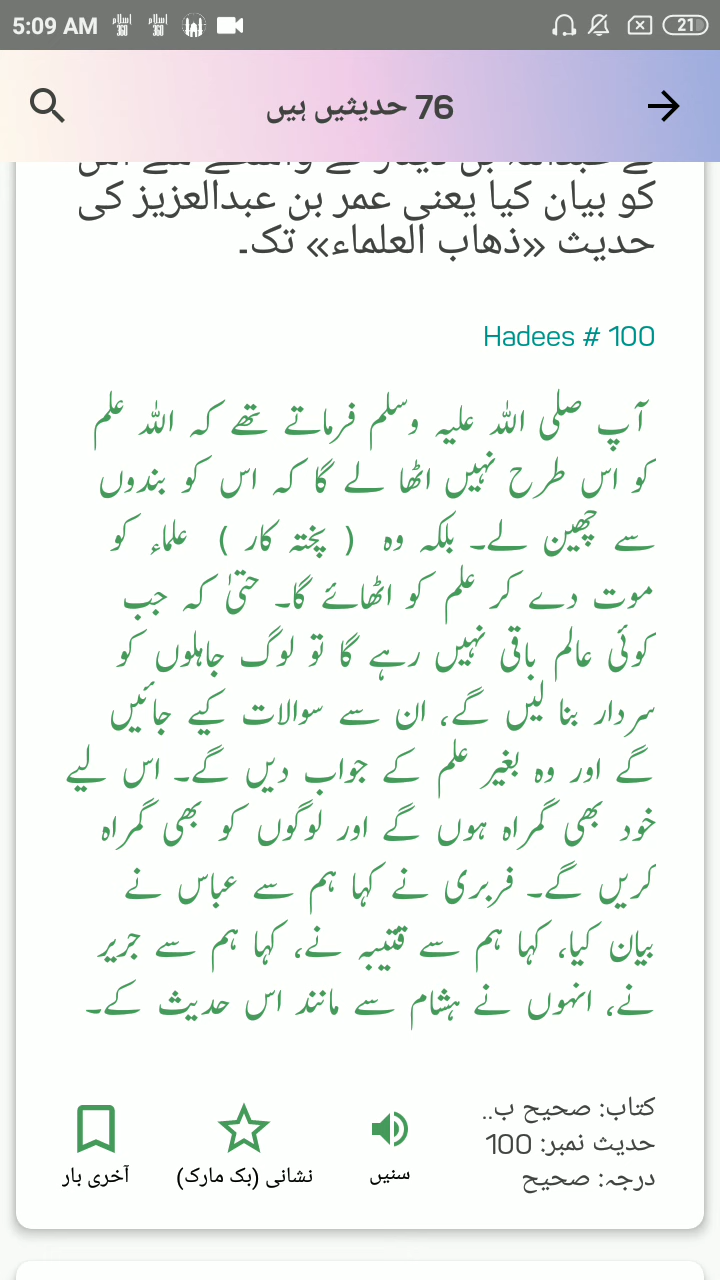 5:09 AM
21
76 حدیثیں ہیں
کو بیان کیا یعنی عمر بن عبدالعزیز کی
حدیث «ذهاب العلماء» تک۔
Hadees # 100
آپ صلی اللہ علیہ وسلم فرماتے تھے کہ اللہ علم
کو اس طرح نہیں اٹھا لے گا کہ اس کو بندوں
سے چھین لے۔ بلکہ وہ ( پختہ کار ) علماء کو
موت دے کر علم کو اٹھائے گا۔ حتیٰ کہ جب
کوئی عالم باقی نہیں رہے گا تو لوگ جاہلوں کو
سردار بنا لیں گے، ان سے سوالات کیے جائیں
گے اور وہ بغیر علم کے جواب دیں گے۔ اس لیے
خود بھی گمراہ ہوں گے اور لوگوں کو بھی گمراہ
کریں گے۔ فربری نے کہا ہم سے عباس نے
بیان کیا، کہا ہم سے قتیبہ نے، کہا ہم سے جریر
نے، انہوں نے ہشام سے مانند اس حدیث کے۔
کتاب: صحیح ب..
حدیث نمبر: 100
درجہ: صحیح
سنیں
نشانی (بک مارک)
آخری بار